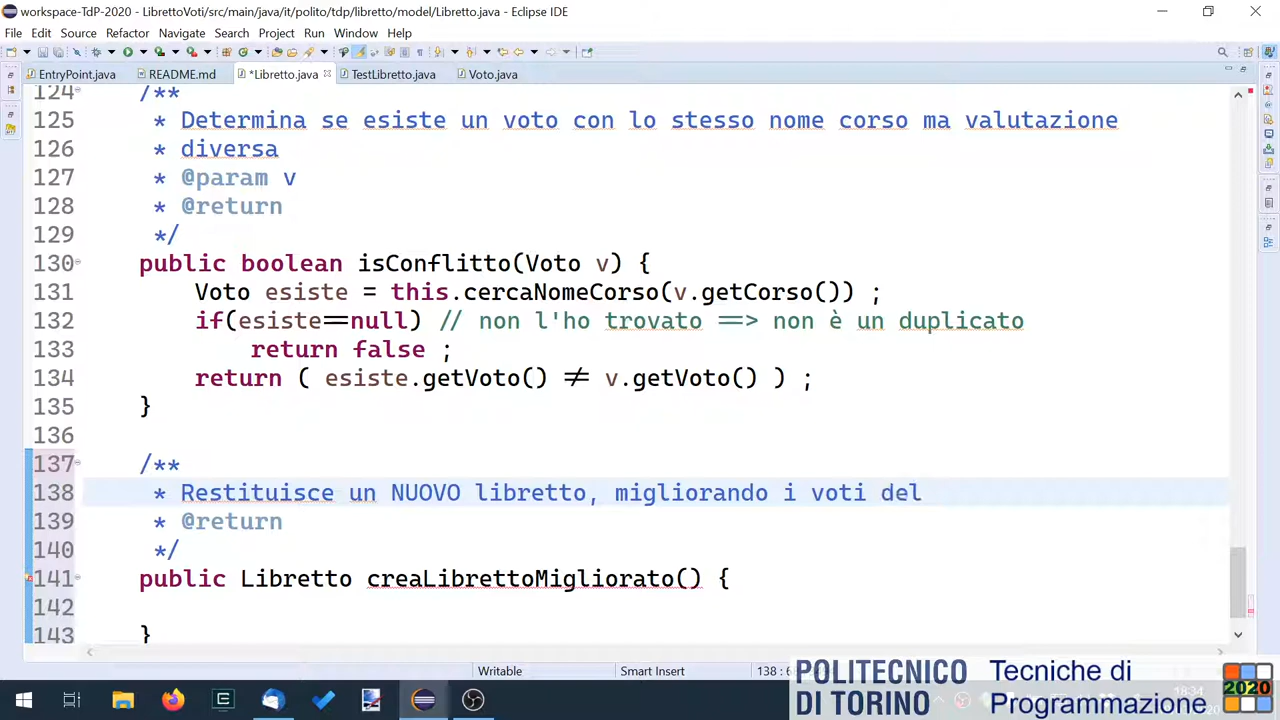 workspace-TdP-2020 - LibrettoVoti/src/main/java/it/polito/tdp/libretto/model/Libretto.java - Eclipse IDE
File Edit Source Refactor Navigate Search Project Run Window Help
EntryPoint.java README.md *Libretto.java TestLibretto.java Voto.java
124 /**
125 * Determina se esiste un voto con lo stesso nome corso ma valutazione
126 * diversa
127 * @param v
128 * @return
129 */
130 public boolean isConflitto(Voto v) {
131 Voto esiste = this.cercaNomeCorso(v.getCorso()) ;
132 if(esiste==null) // non l'ho trovato ==> non è un duplicato
133 return false ;
134 return ( esiste.getVoto() != v.getVoto() ) ;
135 }
136
137 /**
138 * Restituisce un NUOVO libretto, migliorando i voti del
139 * @return
140 */
141 public Libretto creaLibrettoMigliorato() {
142
143 }
Writable Smart Insert
POLITECNICO DI TORINO
Tecniche di Programmazione
2020